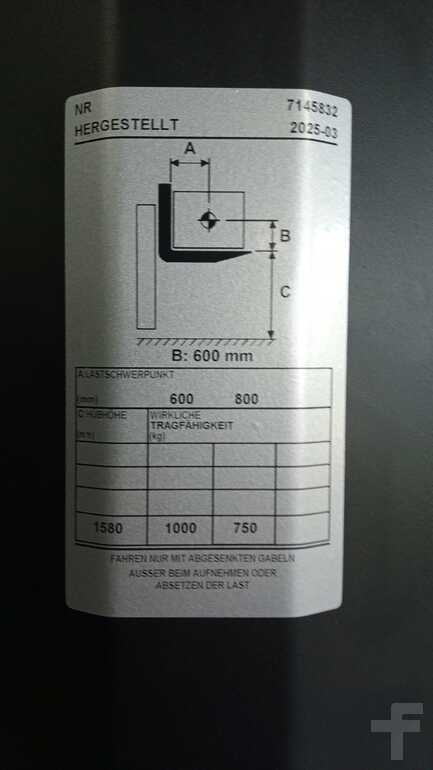 NR 7145832
HERGESTELLT 2025-03
A
B
C
B: 600 mm
A:LASTSCHWERPUNKT
(mm) 600 800
C:HUBHÖHE WIRKLICHE
TRAGFÄHIGKEIT
(mm) (kg)
1580 1000 750
FAHREN NUR MIT ABGESENKTEN GABELN
AUSSER BEIM AUFNEHMEN ODER
ABSETZEN DER LAST